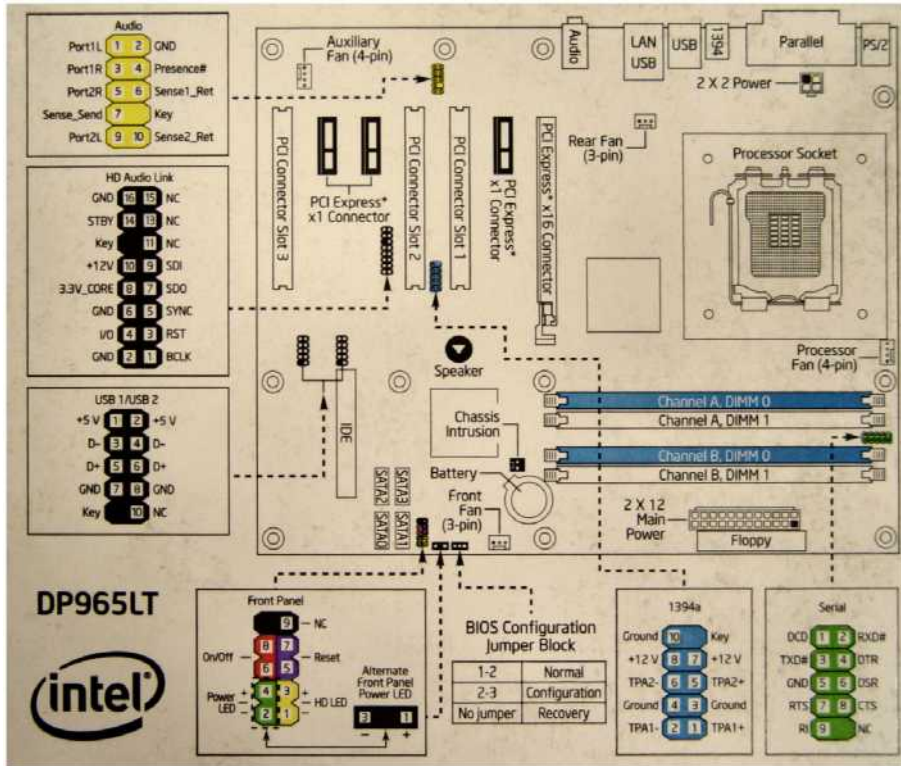 Audio
Port1L 1 2 GND
Port1R 3 4 Presence#
Port2R 5 6 Sense1_Ret
Sense_Send 7 Key
Port2L 9 10 Sense2_Ret
HD Audio Link
GND 16 15 NC
STBY 14 13 NC
Key 11 NC
+12V 10 9 SDI
3.3V_CORE 8 7 SDO
GND 6 5 SYNC
I/O 4 3 RST
GND 2 1 BCLK
USB 1/USB 2
+5 V 1 2 +5 V
D- 3 4 D-
D+ 5 6 D+
GND 7 8 GND
Key 10 NC
Auxiliary
Fan (4-pin)
Audio
LAN
USB
USB
1394
Parallel
PS/2
2 X 2 Power
Rear Fan
(3-pin)
Processor Socket
PCI Connector Slot 3
PCI Express*
x1 Connector
PCI Connector Slot 2
PCI Connector Slot 1
PCI Express*
x1 Connector
PCI Express* x16 Connector
Processor
Fan (4-pin)
Speaker
Channel A, DIMM 0
Channel A, DIMM 1
Channel B, DIMM 0
Channel B, DIMM 1
Chassis
Intrusion
IDE
Battery
SATA2
SATA3
SATA0
SATA1
Front
Fan
(3-pin)
2 X 12
Main
Power
Floppy
DP965LT
intel®
Front Panel
9 NC
On/Off 8 7 Reset
6 5
Power LED + 4 3 + HD LED
- 2 1 -
Alternate
Front Panel
Power LED
3 1
- +
BIOS Configuration
Jumper Block
1-2 Normal
2-3 Configuration
No jumper Recovery
1394a
Ground 10 Key
+12 V 8 7 +12 V
TPA2- 6 5 TPA2+
Ground 4 3 Ground
TPA1- 2 1 TPA1+
Serial
DCD 1 2 RXD#
TXD# 3 4 DTR
GND 5 6 DSR
RTS 7 8 CTS
RI 9 NC